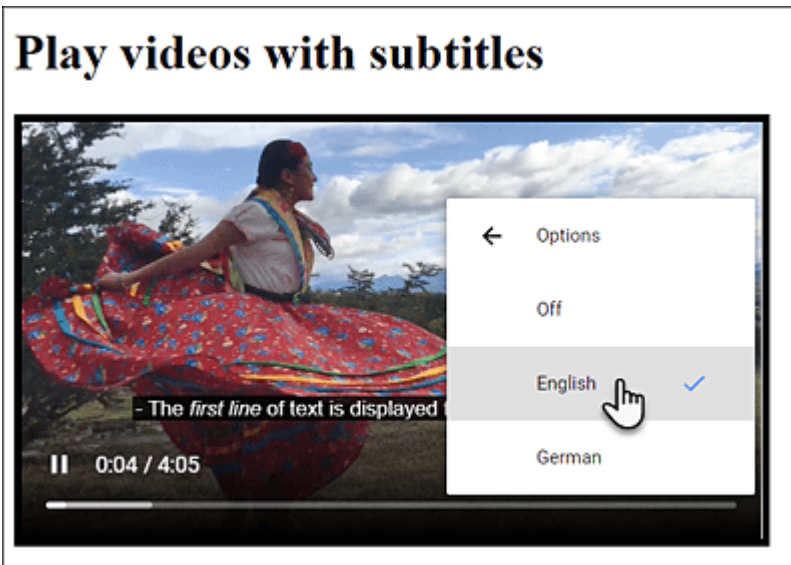 Play videos with subtitles
Options
Off
English
- The first line of text is displayed
German
0:04 / 4:05